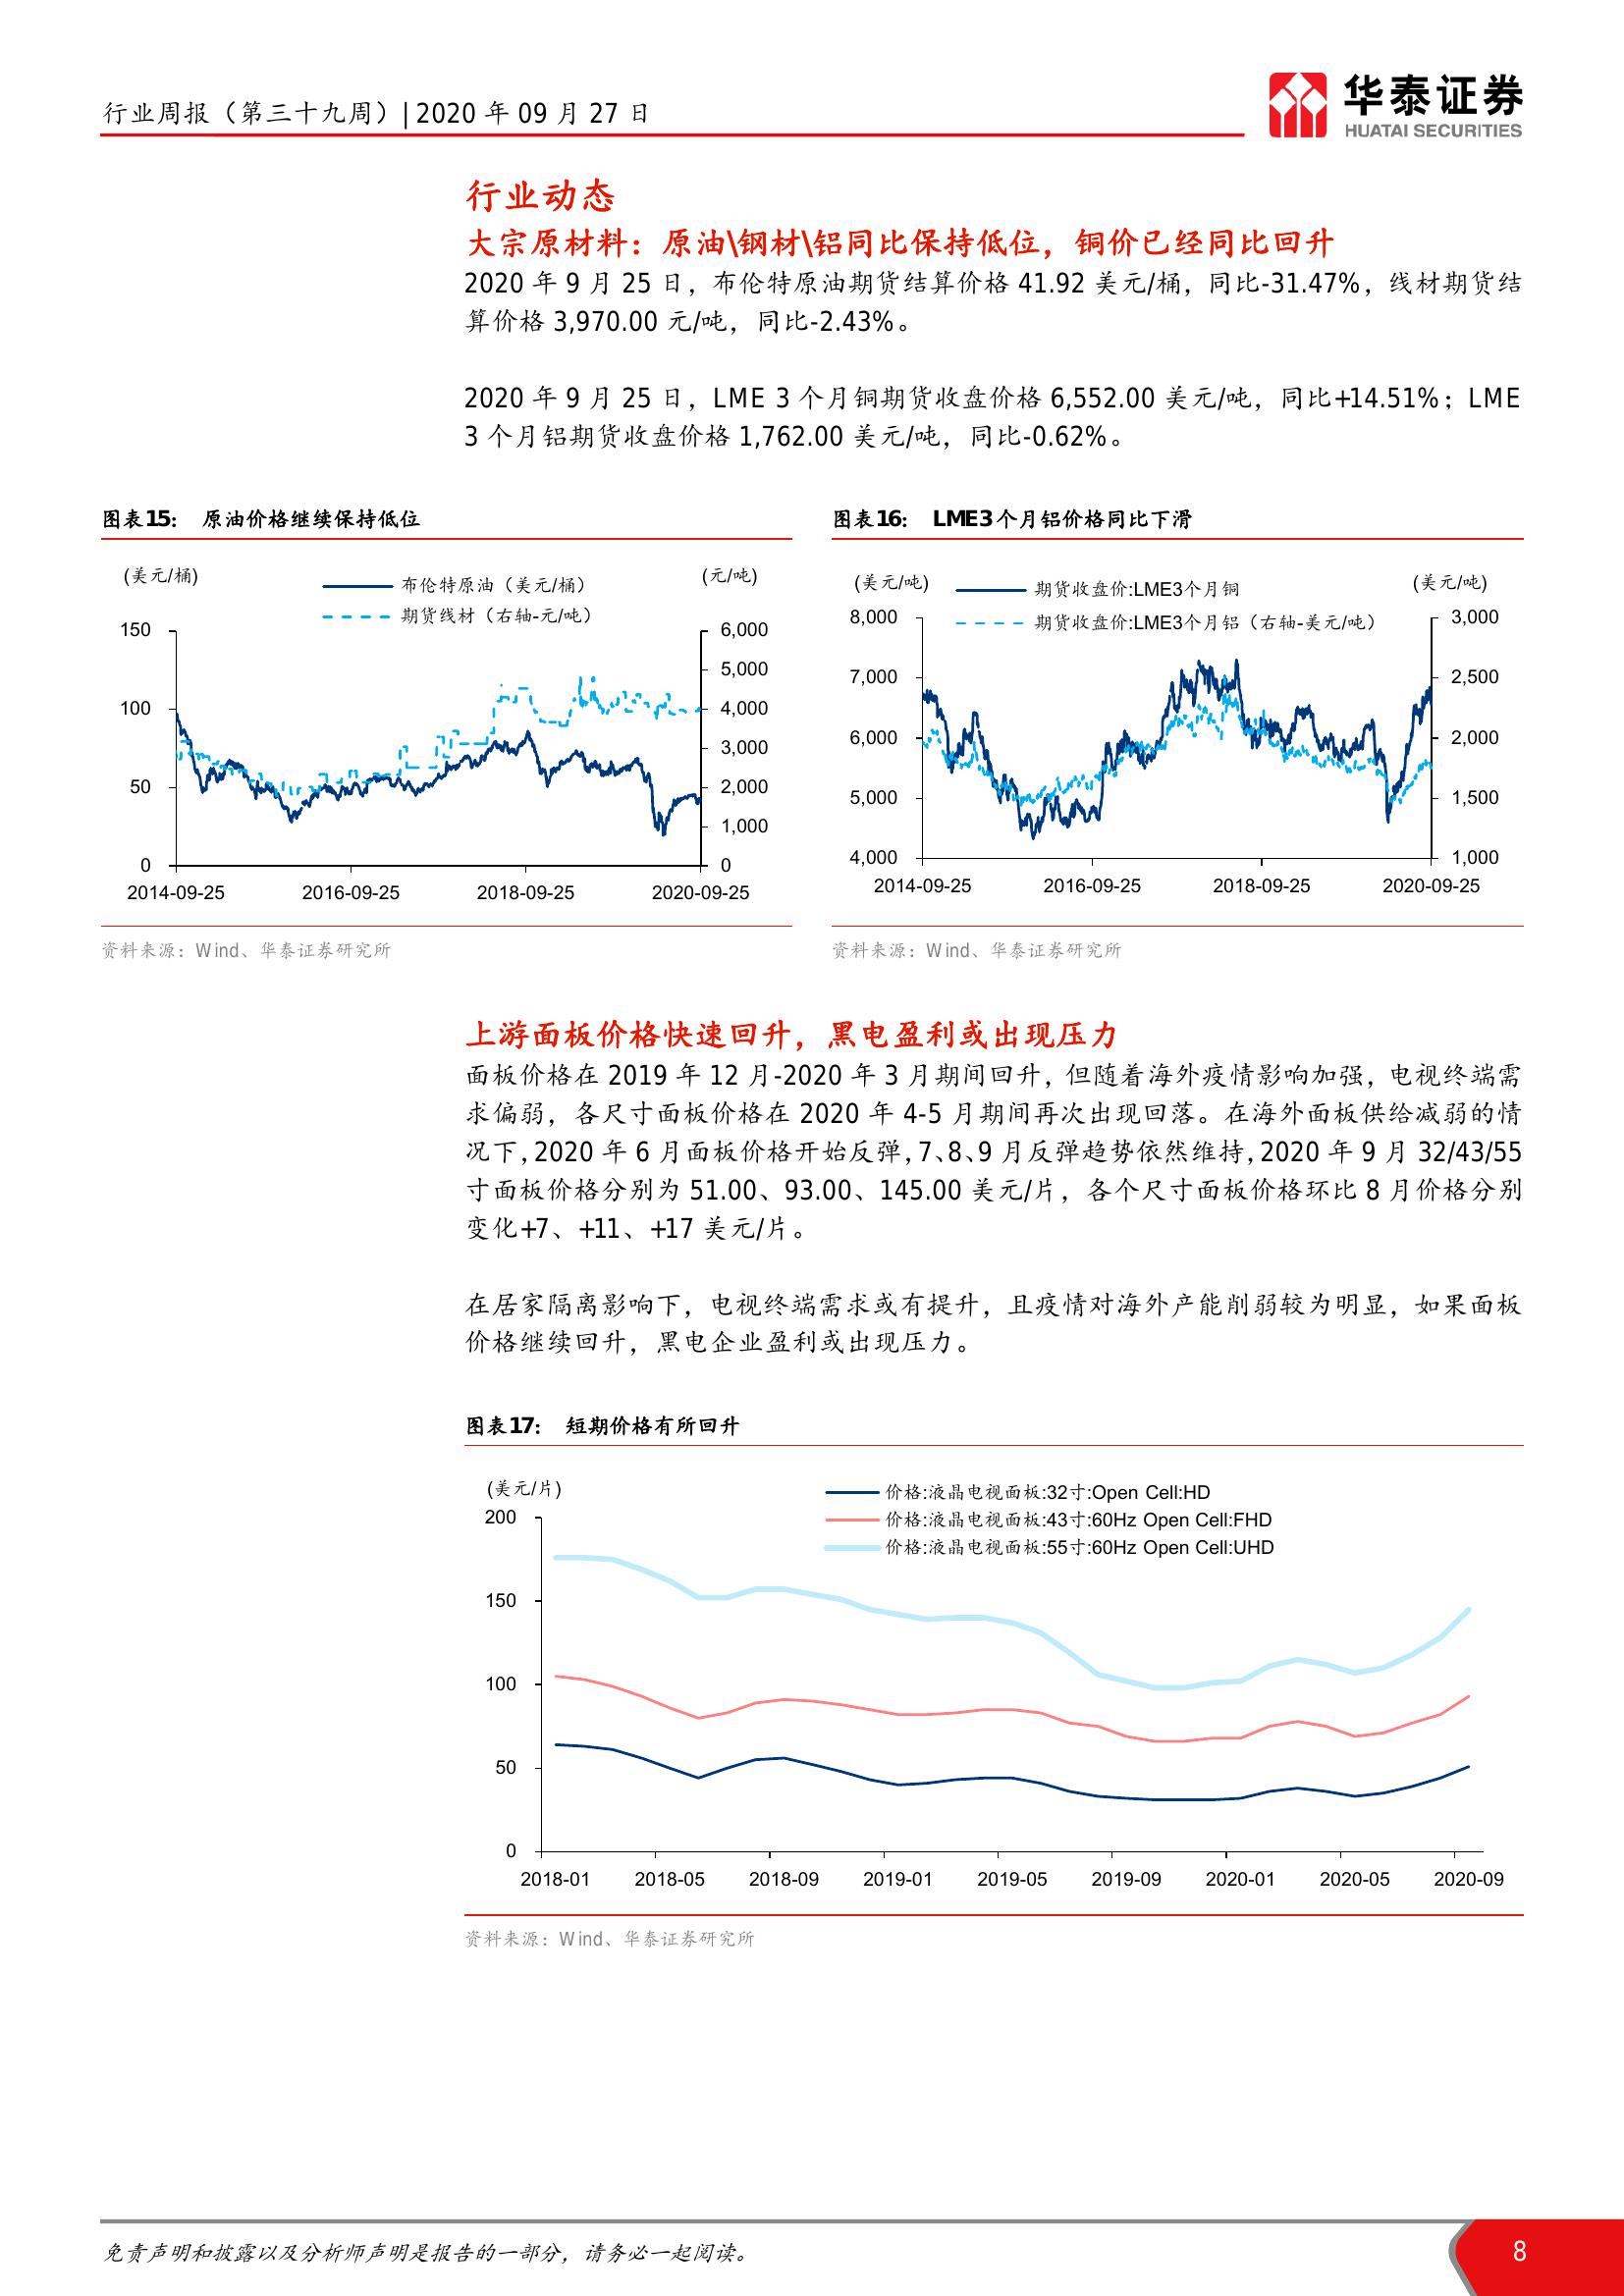 行业周报（第三十九周）|2020 年 09 月 27 日
华泰证券
HUATAI SECURITIES
行业动态
大宗原材料：原油\钢材\铝同比保持低位，铜价已经同比回升
2020 年 9 月 25 日，布伦特原油期货结算价格 41.92 美元/桶，同比-31.47%，线材期货结
算价格 3,970.00 元/吨，同比-2.43%。
2020 年 9 月 25 日，LME 3 个月铜期货收盘价格 6,552.00 美元/吨，同比+14.51%；LME
3 个月铝期货收盘价格 1,762.00 美元/吨，同比-0.62%。
图表15： 原油价格继续保持低位
(美元/桶)
(元/吨)
布伦特原油（美元/桶）
期货线材（右轴-元/吨）
150
100
50
0
6,000
5,000
4,000
3,000
2,000
1,000
0
2014-09-25 2016-09-25 2018-09-25 2020-09-25
资料来源：Wind、华泰证券研究所
图表16： LME3 个月铝价格同比下滑
(美元/吨)
(美元/吨)
期货收盘价:LME3个月铜
期货收盘价:LME3个月铝（右轴-美元/吨）
8,000
7,000
6,000
5,000
4,000
3,000
2,500
2,000
1,500
1,000
2014-09-25 2016-09-25 2018-09-25 2020-09-25
资料来源：Wind、华泰证券研究所
上游面板价格快速回升，黑电盈利或出现压力
面板价格在 2019 年 12 月-2020 年 3 月期间回升，但随着海外疫情影响加强，电视终端需
求偏弱，各尺寸面板价格在 2020 年 4-5 月期间再次出现回落。在海外面板供给减弱的情
况下，2020 年 6 月面板价格开始反弹，7、8、9 月反弹趋势依然维持，2020 年 9 月 32/43/55
寸面板价格分别为 51.00、93.00、145.00 美元/片，各个尺寸面板价格环比 8 月价格分别
变化+7、+11、+17 美元/片。
在居家隔离影响下，电视终端需求或有提升，且疫情对海外产能削弱较为明显，如果面板
价格继续回升，黑电企业盈利或出现压力。
图表17： 短期价格有所回升
(美元/片)
价格:液晶电视面板:32寸:Open Cell:HD
价格:液晶电视面板:43寸:60Hz Open Cell:FHD
价格:液晶电视面板:55寸:60Hz Open Cell:UHD
200
150
100
50
0
2018-01 2018-05 2018-09 2019-01 2019-05 2019-09 2020-01 2020-05 2020-09
资料来源：Wind、华泰证券研究所
免责声明和披露以及分析师声明是报告的一部分，请务必一起阅读。
8